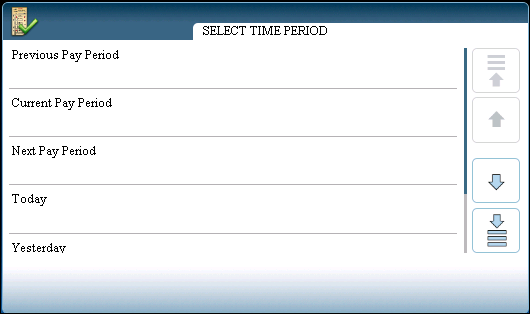 SELECT TIME PERIOD
Previous Pay Period
Current Pay Period
Next Pay Period
Today
Yesterday